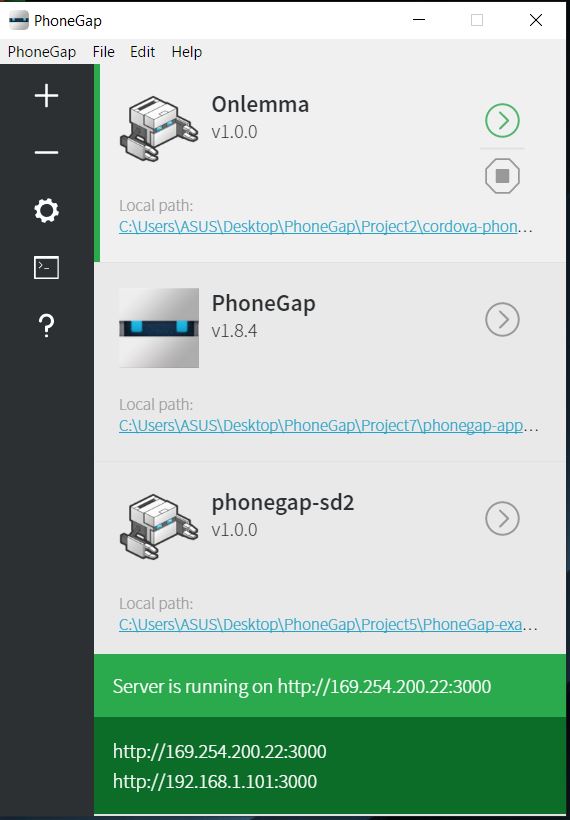 PhoneGap
PhoneGap File Edit Help
Onlemma
v1.0.0
Local path:
C:\Users\ASUS\Desktop\PhoneGap\Project2\cordova-phon...
PhoneGap
v1.8.4
Local path:
C:\Users\ASUS\Desktop\PhoneGap\Project7\phonegap-app...
phonegap-sd2
v1.0.0
Local path:
C:\Users\ASUS\Desktop\PhoneGap\Project5\PhoneGap-exa...
Server is running on http://169.254.200.22:3000
http://169.254.200.22:3000
http://192.168.1.101:3000